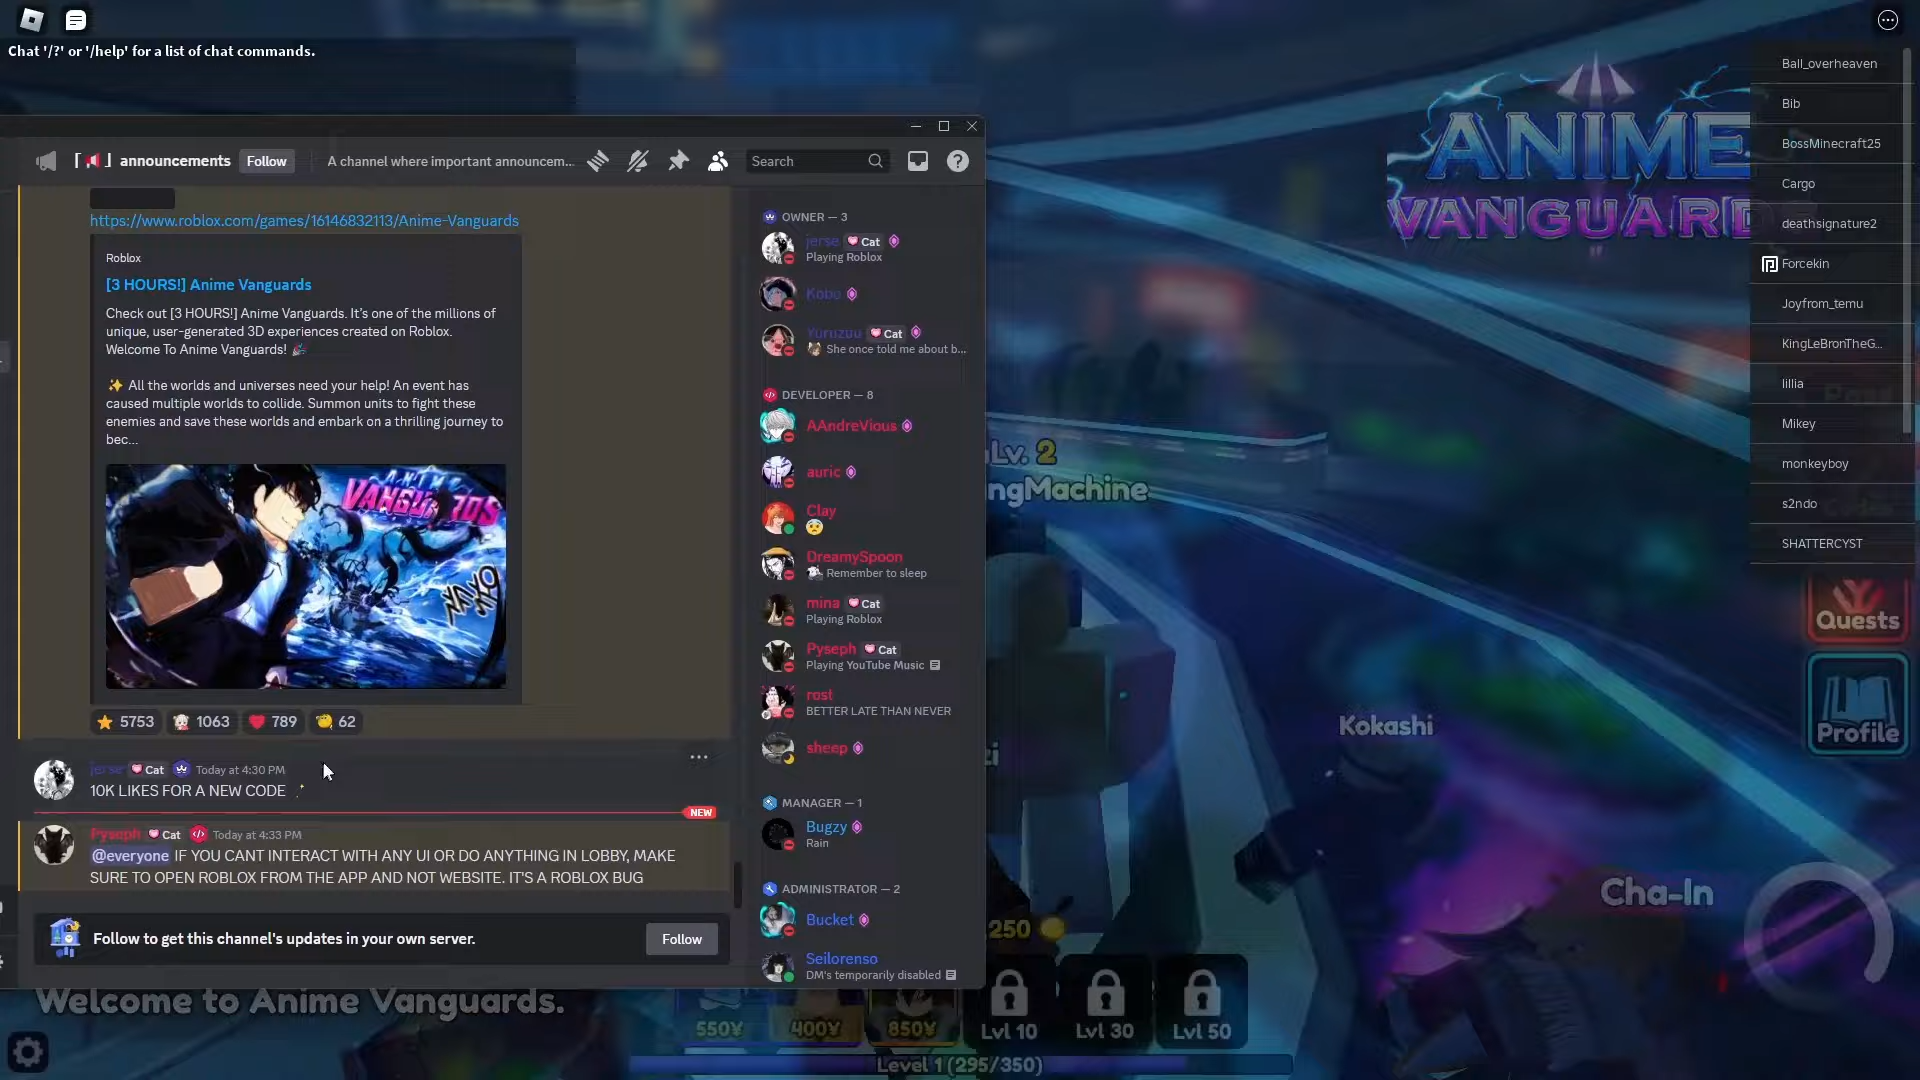 Chat '/?' or '/help' for a list of chat commands.
announcements
Follow
A channel where important announcem...
Search
https://www.roblox.com/games/16146832113/Anime-Vanguards
Roblox
[3 HOURS!] Anime Vanguards
Check out [3 HOURS!] Anime Vanguards. It's one of the millions of
unique, user-generated 3D experiences created on Roblox.
Welcome To Anime Vanguards! 🎉
✨ All the worlds and universes need your help! An event has
caused multiple worlds to collide. Summon units to fight these
enemies and save these worlds and embark on a thrilling journey to
bec...
ANIME
VANGUARDS
5753
1063
789
62
jerse Cat Today at 4:30 PM
10K LIKES FOR A NEW CODE
NEW
Pyseph Cat Today at 4:33 PM
@everyone IF YOU CANT INTERACT WITH ANY UI OR DO ANYTHING IN LOBBY, MAKE
SURE TO OPEN ROBLOX FROM THE APP AND NOT WEBSITE. IT'S A ROBLOX BUG
Follow to get this channel's updates in your own server.
Follow
OWNER — 3
jerse Cat
Playing Roblox
Kobo
Yuruzuu Cat
She once told me about b...
DEVELOPER — 8
AAndreVious
auric
Clay
DreamySpoon
Remember to sleep
mina Cat
Playing Roblox
Pyseph Cat
Playing YouTube Music
rost
BETTER LATE THAN NEVER
sheep
MANAGER — 1
Bugzy
Rain
ADMINISTRATOR — 2
Bucket
Seilorenso
DM's temporarily disabled
ANIME
VANGUARD
Ball_overheaven
Bib
BossMinecraft25
Cargo
deathsignature2
Forcekin
Joyfrom_temu
KingLeBronTheG...
lillia
Mikey
monkeyboy
s2ndo
SHATTERCYST
Lv. 2
ngMachine
Quests
Profile
Kokashi
Cha-In
250
Welcome to Anime Vanguards.
550¥
400¥
850¥
Lvl 10
Lvl 30
Lvl 50
Level 1 (295/350)